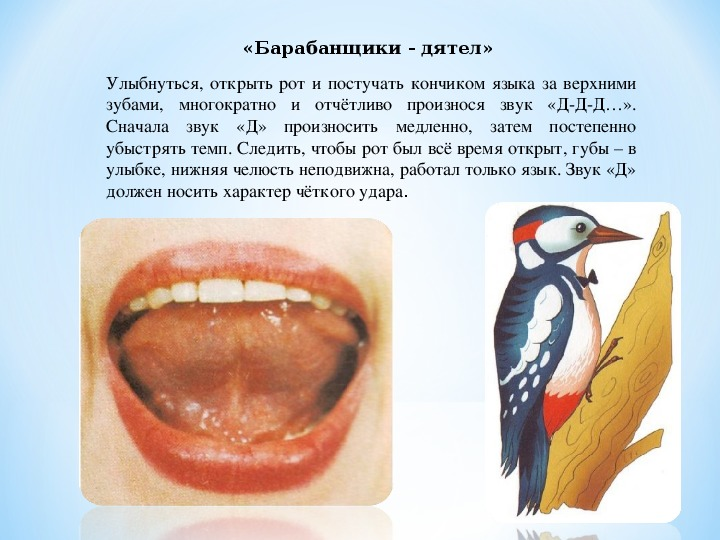 «Барабанщики - дятел»
Улыбнуться, открыть рот и постучать кончиком языка за верхними
зубами, многократно и отчётливо произнося звук «Д-Д-Д…».
Сначала звук «Д» произносить медленно, затем постепенно
убыстрять темп. Следить, чтобы рот был всё время открыт, губы – в
улыбке, нижняя челюсть неподвижна, работал только язык. Звук «Д»
должен носить характер чёткого удара.